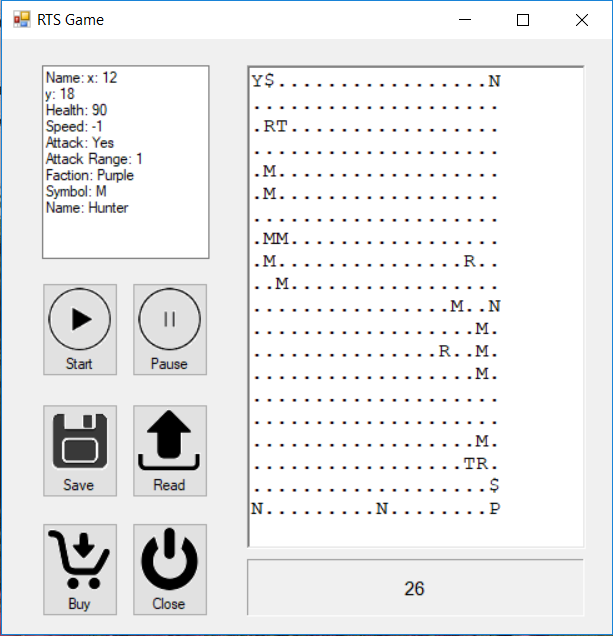 RTS Game
Name: x: 12
y: 18
Health: 90
Speed: -1
Attack: Yes
Attack Range: 1
Faction: Purple
Symbol: M
Name: Hunter
Start
Pause
Save
Read
Buy
Close
Y$.................N
....................
.RT.................
....................
.M..................
.M..................
....................
.MM.................
.M...............R..
..M.................
................M..N
..................M.
...............R..M.
..................M.
....................
....................
..................M.
.................TR.
...................$
N.........N........P
26